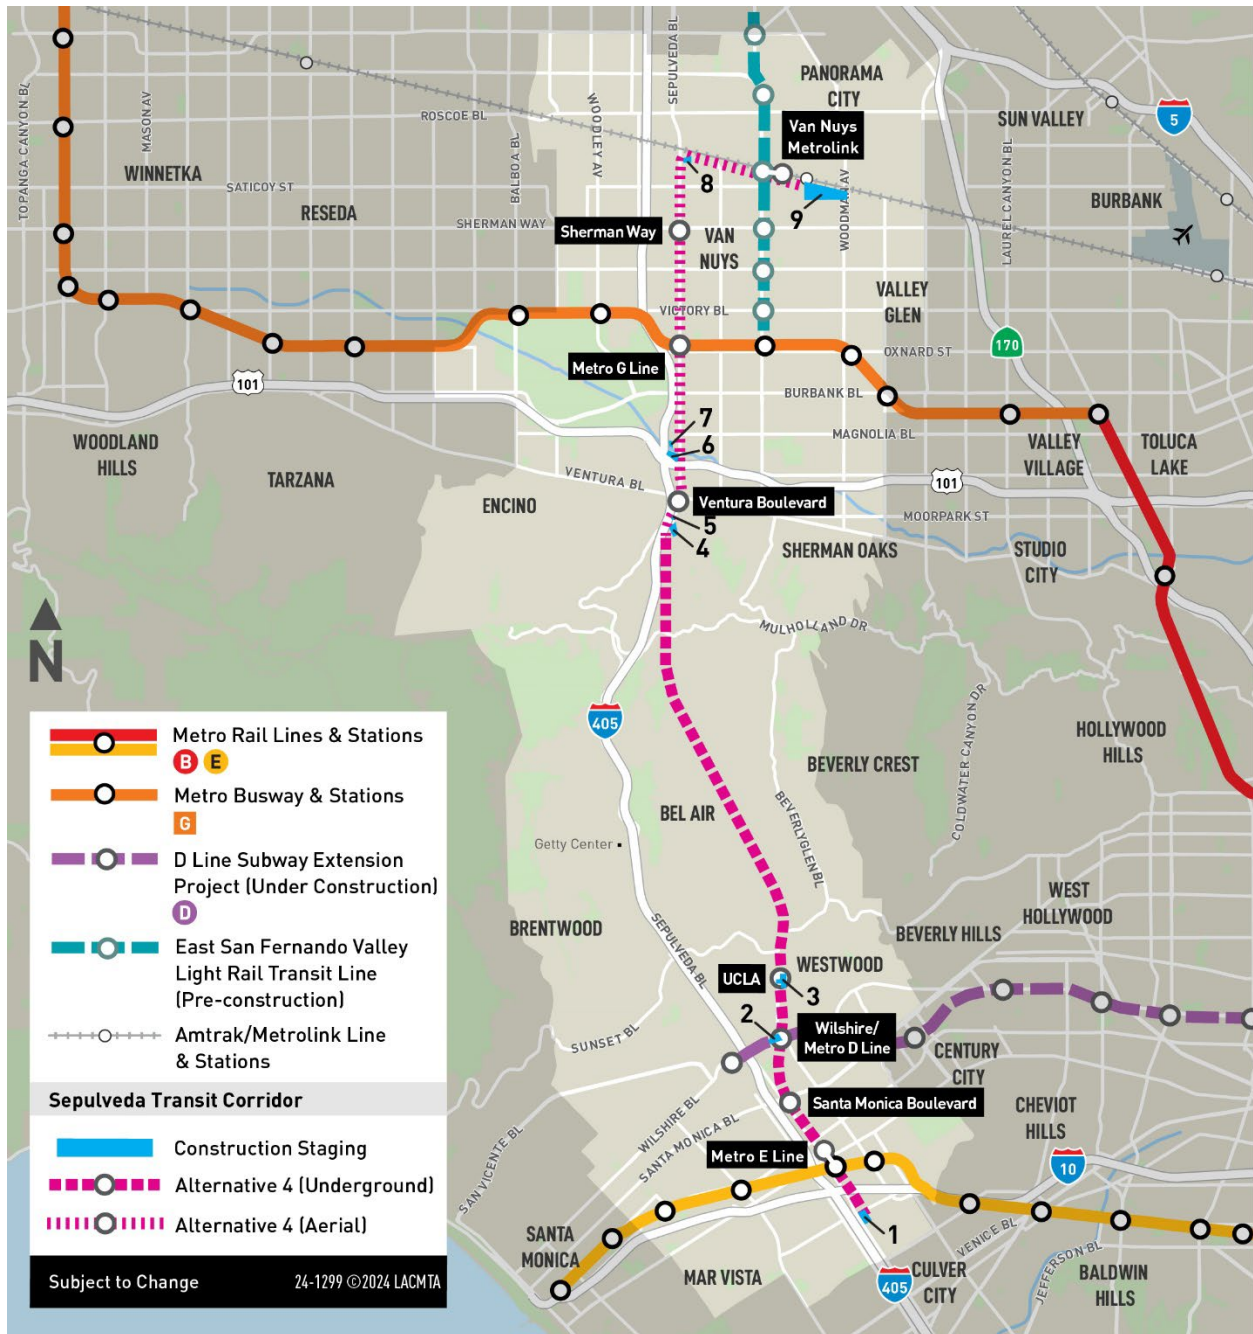 TOPANGA CANYON BL
MASON AV
WINNETKA
SATICOY ST
RESEDA
ROSCOE BL
BALBOA BL
SHERMAN WAY
WOODLEY AV
SEPULVEDA BL
PANORAMA
CITY
Van Nuys
Metrolink
SUN VALLEY
5
BURBANK
LAUREL CANYON BL
WOODMAN AV
8
9
Sherman Way
VAN
NUYS
VICTORY BL
VALLEY
GLEN
OXNARD ST
170
Metro G Line
101
BURBANK BL
MAGNOLIA BL
7
6
WOODLAND
HILLS
TARZANA
VENTURA BL
ENCINO
Ventura Boulevard
5
4
101
MOORPARK ST
VALLEY
VILLAGE
TOLUCA
LAKE
SHERMAN OAKS
STUDIO
CITY
MULHOLLAND DR
N
405
COLDWATER CANYON DR
HOLLYWOOD
HILLS
BEVERLY CREST
BEL AIR
BEVERLYGLEN BL
Getty Center
BRENTWOOD
SEPULVEDA BL
WEST
HOLLYWOOD
BEVERLY HILLS
WESTWOOD
UCLA
3
2
Wilshire/
Metro D Line
SUNSET BL
CENTURY
CITY
Santa Monica Boulevard
CHEVIOT
HILLS
WILSHIRE BL
SANTA MONICA BL
SAN VICENTE BL
Metro E Line
10
1
SANTA
MONICA
MAR VISTA
405
CULVER
CITY
VENICE BL
JEFFERSON BL
BALDWIN
HILLS
Metro Rail Lines & Stations
B E
Metro Busway & Stations
G
D Line Subway Extension
Project (Under Construction)
D
East San Fernando Valley
Light Rail Transit Line
(Pre-construction)
Amtrak/Metrolink Line
& Stations
Sepulveda Transit Corridor
Construction Staging
Alternative 4 (Underground)
Alternative 4 (Aerial)
Subject to Change 24-1299 ©2024 LACMTA